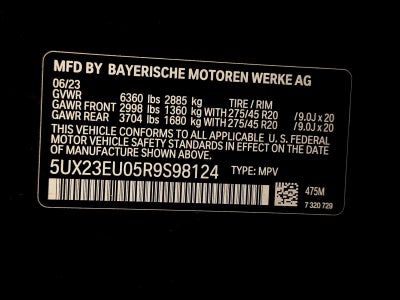 MFD BY BAYERISCHE MOTOREN WERKE AG
06/23
GVWR 6360 lbs 2885 kg TIRE / RIM
GAWR FRONT 2998 lbs 1360 kg 275/45 R20 /9.0J x 20
GAWR REAR 3704 lbs 1680 kg 275/45 R20 /9.0J x 20
THIS VEHICLE CONFORMS TO ALL APPLICABLE U.S. FEDERAL
MOTOR VEHICLE SAFETY STANDARDS IN EFFECT ON THE DATE
OF MANUFACTURE SHOWN ABOVE.
5UX23EU05R9S98124 TYPE: MPV
475M
7 320 729